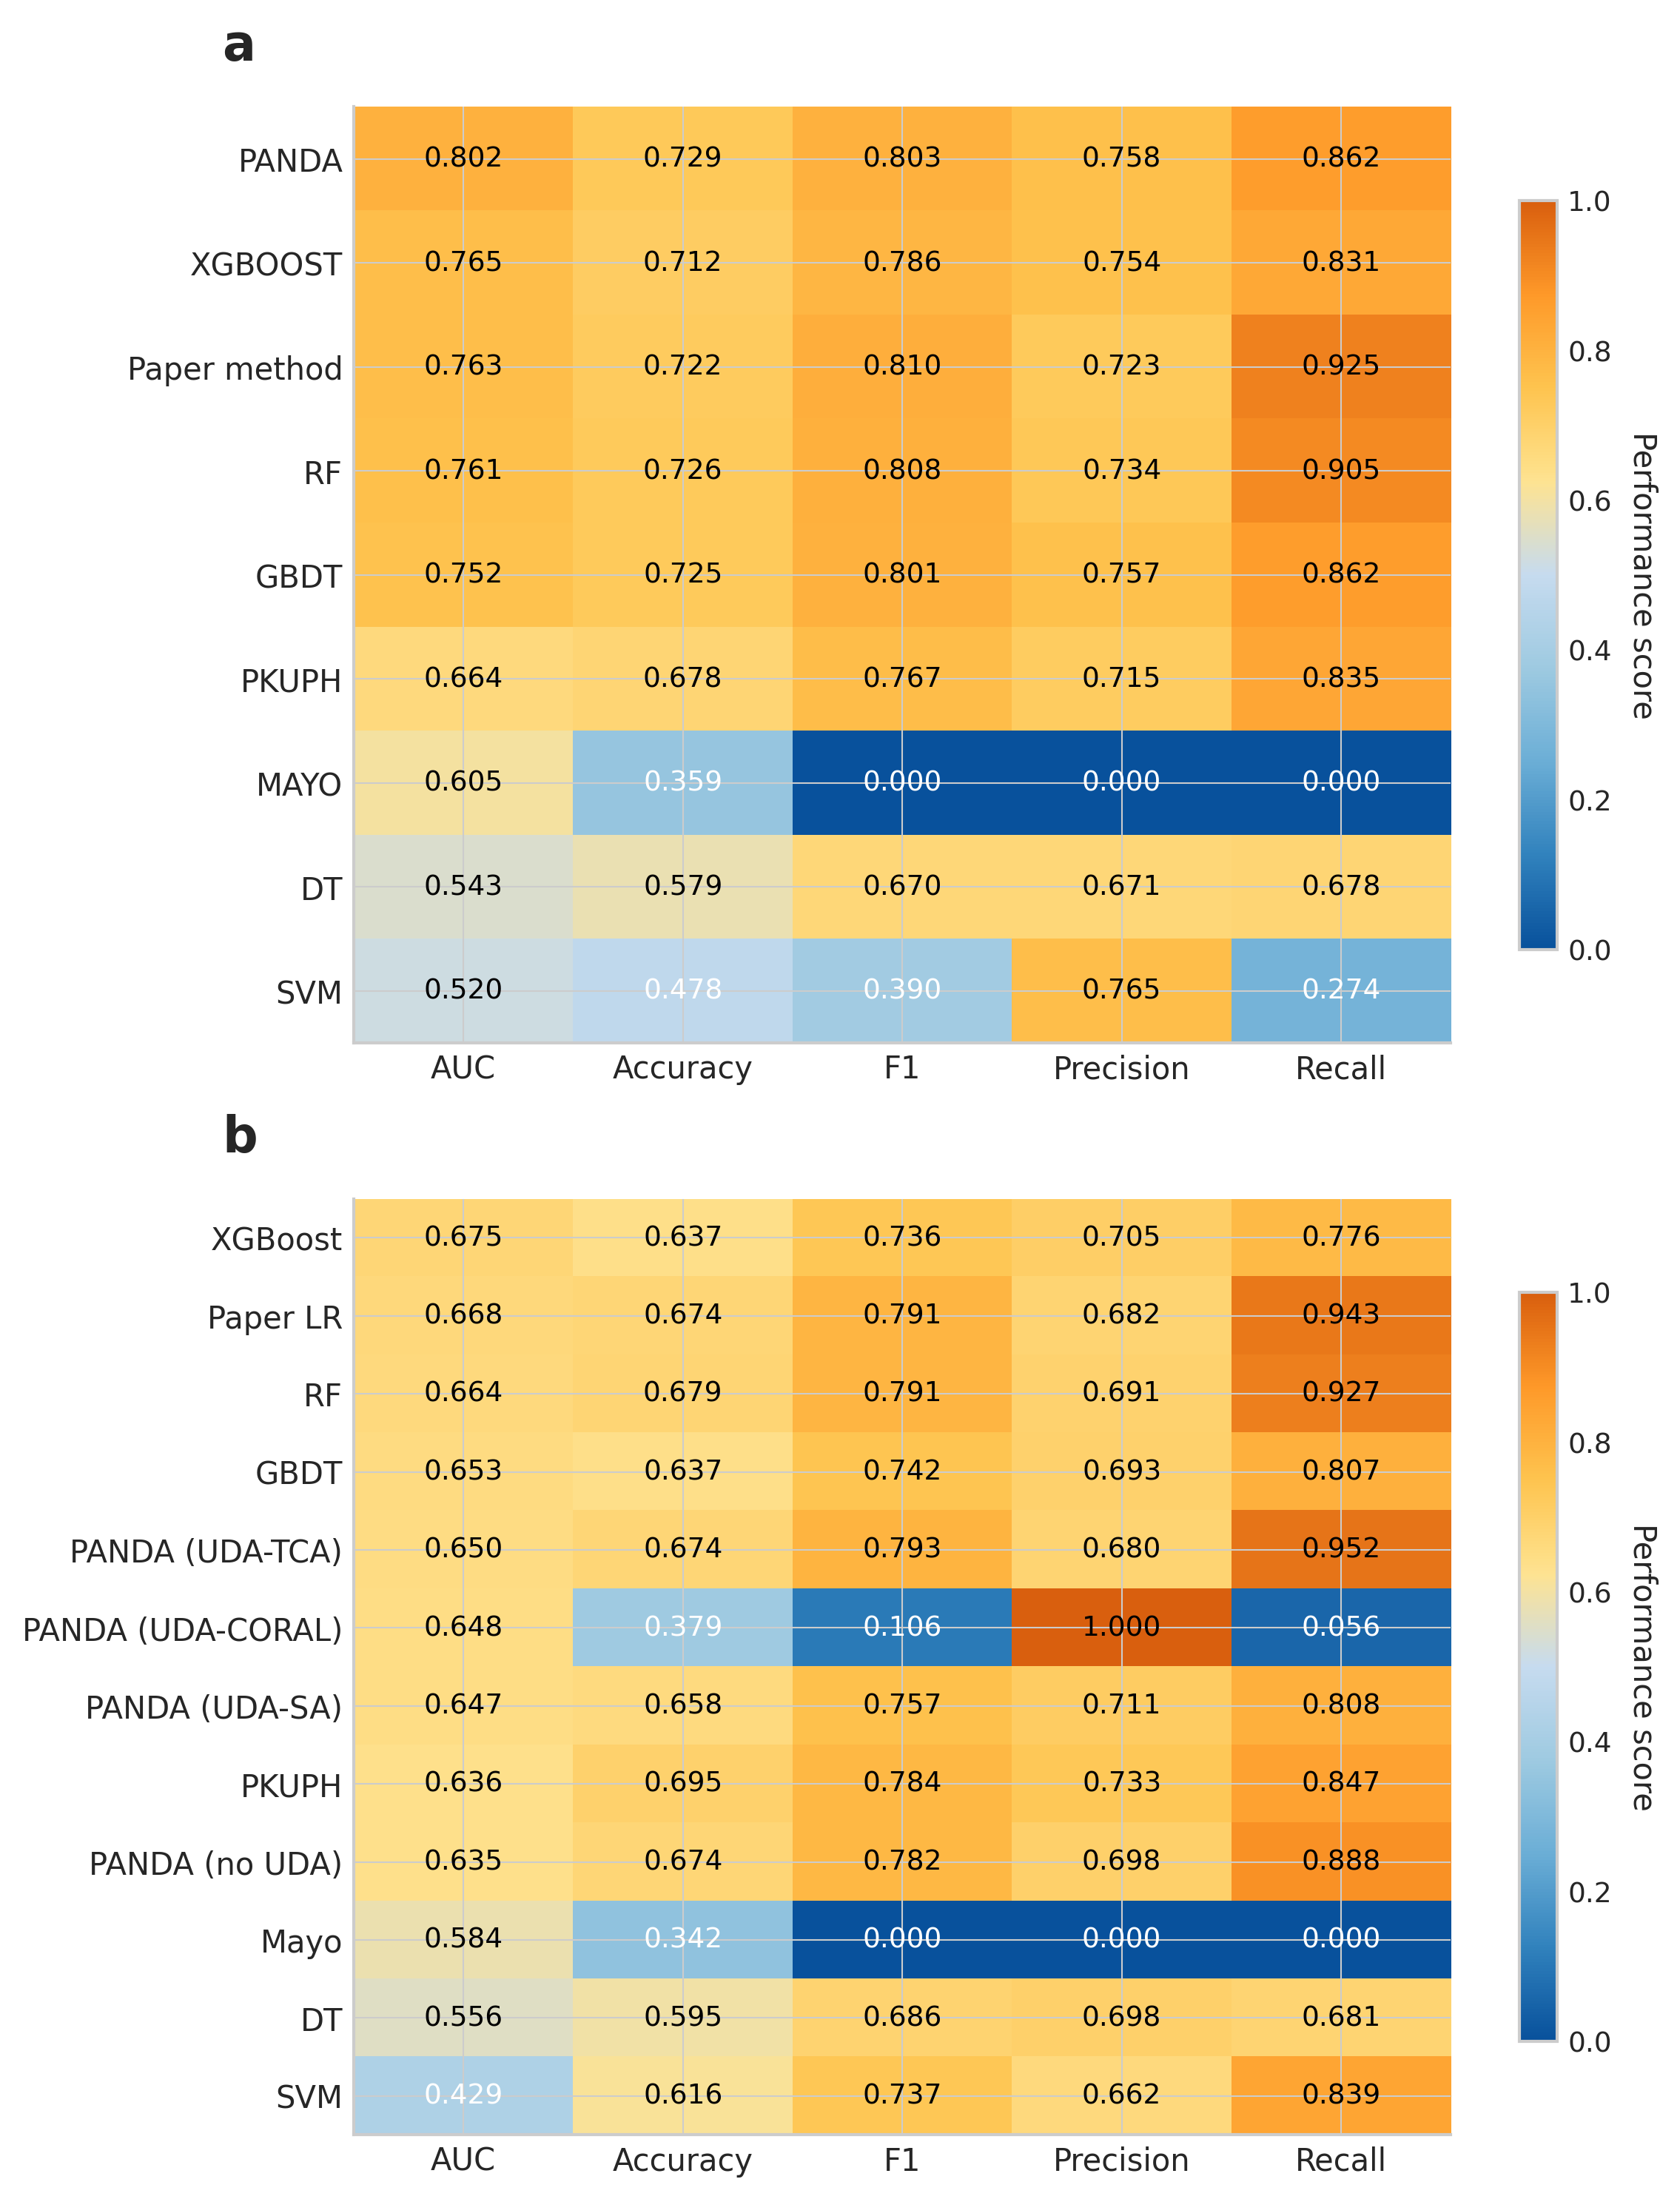 a
PANDA 0.802 0.729 0.803 0.758 0.862
XGBOOST 0.765 0.712 0.786 0.754 0.831
Paper method 0.763 0.722 0.810 0.723 0.925
RF 0.761 0.726 0.808 0.734 0.905
GBDT 0.752 0.725 0.801 0.757 0.862
PKUPH 0.664 0.678 0.767 0.715 0.835
MAYO 0.605 0.359 0.000 0.000 0.000
DT 0.543 0.579 0.670 0.671 0.678
SVM 0.520 0.478 0.390 0.765 0.274
AUC Accuracy F1 Precision Recall
1.0
0.8
0.6
0.4
0.2
0.0
Performance score
b
XGBoost 0.675 0.637 0.736 0.705 0.776
Paper LR 0.668 0.674 0.791 0.682 0.943
RF 0.664 0.679 0.791 0.691 0.927
GBDT 0.653 0.637 0.742 0.693 0.807
PANDA (UDA-TCA) 0.650 0.674 0.793 0.680 0.952
PANDA (UDA-CORAL) 0.648 0.379 0.106 1.000 0.056
PANDA (UDA-SA) 0.647 0.658 0.757 0.711 0.808
PKUPH 0.636 0.695 0.784 0.733 0.847
PANDA (no UDA) 0.635 0.674 0.782 0.698 0.888
Mayo 0.584 0.342 0.000 0.000 0.000
DT 0.556 0.595 0.686 0.698 0.681
SVM 0.429 0.616 0.737 0.662 0.839
AUC Accuracy F1 Precision Recall
1.0
0.8
0.6
0.4
0.2
0.0
Performance score